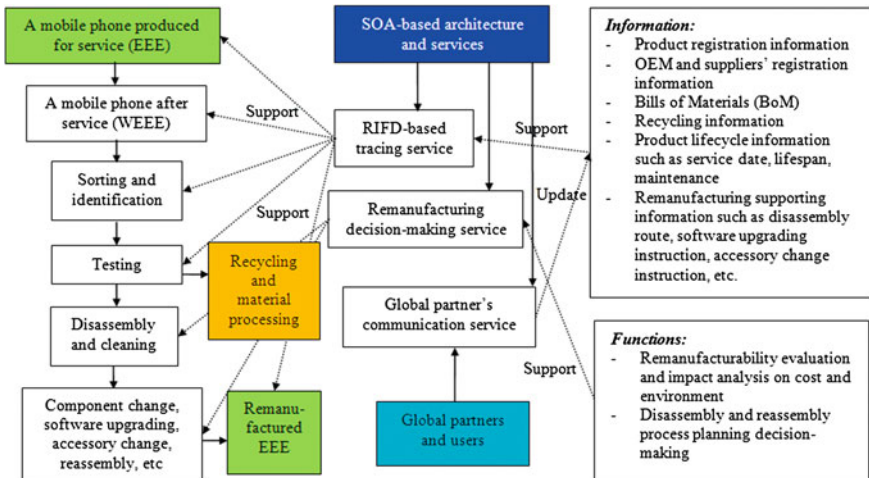 A mobile phone produced
for service (EEE)
SOA-based architecture
and services
A mobile phone after
service (WEEE)
Support
RIFD-based
tracing service
Support
Sorting and
identification
Support
Update
Remanufacturing
decision-making service
Testing
Recycling
and
material
processing
Disassembly
and cleaning
Global partner's
communication service
Support
Component change,
software upgrading,
accessory change,
reassembly, etc
Remanu-
factured
EEE
Global partners
and users
Information:
- Product registration information
- OEM and suppliers' registration
information
- Bills of Materials (BoM)
- Recycling information
- Product lifecycle information
such as service date, lifespan,
maintenance
- Remanufacturing supporting
information such as disassembly
route, software upgrading
instruction, accessory change
instruction, etc.
Functions:
- Remanufacturability evaluation
and impact analysis on cost and
environment
- Disassembly and reassembly
process planning decision-
making